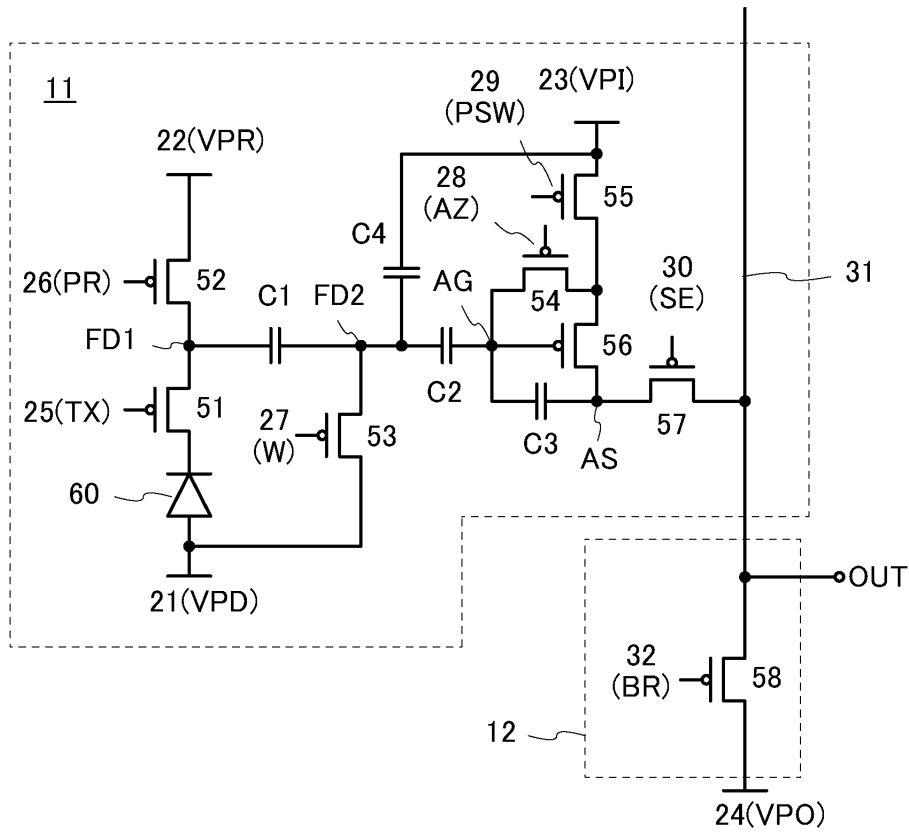 11
22(VPR)
23(VPI)
29
(PSW)
28
(AZ)
55
C4
26(PR)
52
C1
FD2
AG
54
30
(SE)
31
FD1
56
25(TX)
51
C2
27
(W)
53
C3
AS
57
60
21(VPD)
OUT
32
(BR)
58
12
24(VPO)